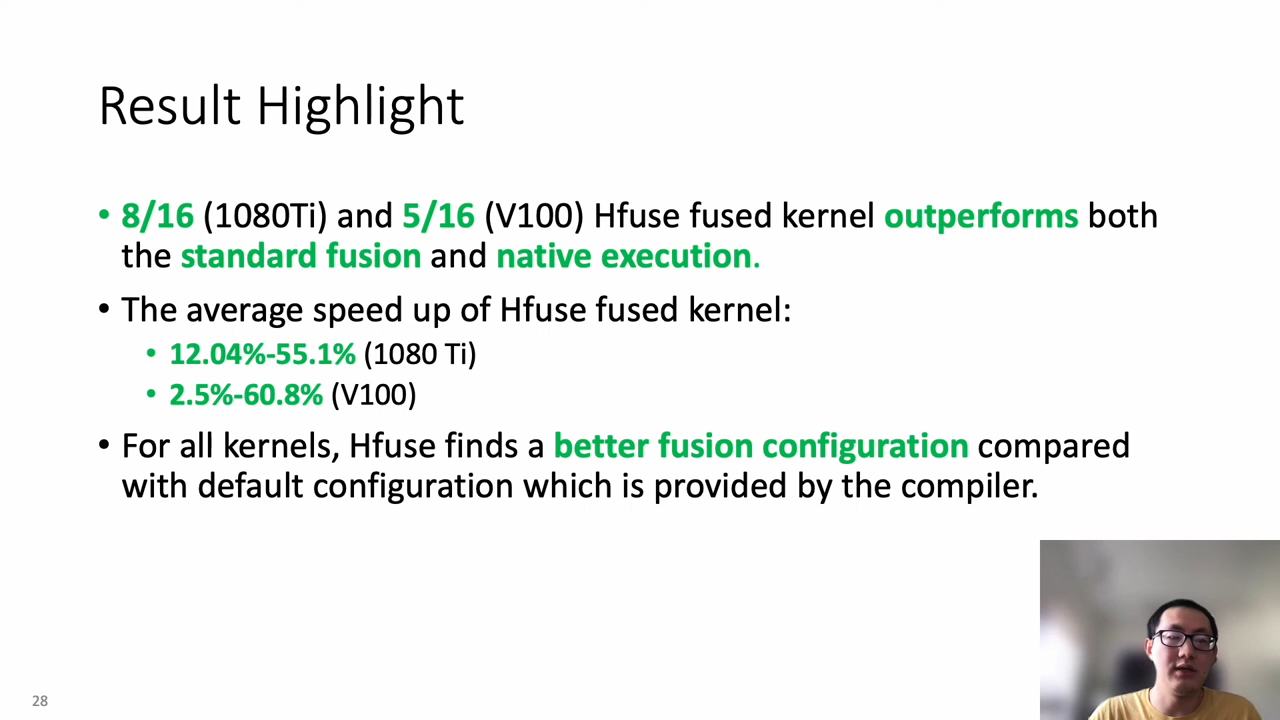 Result Highlight
• 8/16 (1080Ti) and 5/16 (V100) Hfuse fused kernel outperforms both
the standard fusion and native execution.
• The average speed up of Hfuse fused kernel:
• 12.04%-55.1% (1080 Ti)
• 2.5%-60.8% (V100)
• For all kernels, Hfuse finds a better fusion configuration compared
with default configuration which is provided by the compiler.
28